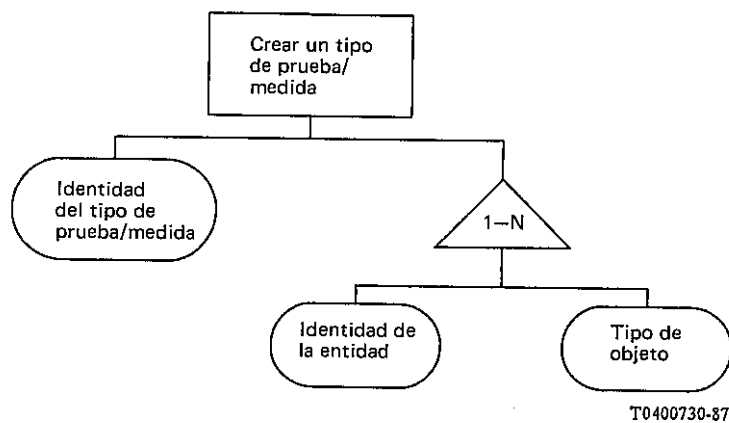 Crear un tipo
de prueba/
medida
Identidad
del tipo de
prueba/medida
1–N
Identidad de
la entidad
Tipo de
objeto
T0400730-87